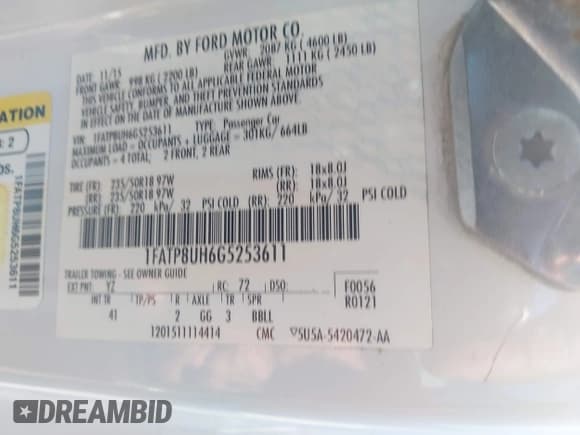 MFD. BY FORD MOTOR CO.
DATE: 11/15 GVWR: 2087 KG (4600 LB)
FRONT GAWR: 998 KG (2200 LB) REAR GAWR: 1111 KG (2450 LB)
THIS VEHICLE CONFORMS TO ALL APPLICABLE FEDERAL MOTOR
VEHICLE SAFETY, BUMPER, AND THEFT PREVENTION STANDARDS
IN EFFECT ON THE DATE OF MANUFACTURE SHOWN ABOVE.
VIN: 1FATP8UH6G5253611 TYPE: Passenger Car
MAXIMUM LOAD = OCCUPANTS + LUGGAGE = 301KG / 664LB
OCCUPANTS = 4 TOTAL; 2 FRONT, 2 REAR
TIRE (FR): 235/50R18 97W RIMS (FR): 18x8.0J
(RR): 235/50R18 97W (RR): 18x8.0J
PRESSURE (FR): 220 kPa/ 32 PSI COLD (RR): 220 kPa/ 32 PSI COLD
1FATP8UH6G5253611
TRAILER TOWING - SEE OWNER GUIDE
EXT PNT: YZ RC: 72 DSO: F0056
INT TR TP/PS R AXLE TR SPR R0121
41 2 GG 3 BBLL
1201511114414 CMC 5U5A-5420472-AA
ATION
: 2
os.
1FATP8UH6G5253611
DREAMBID